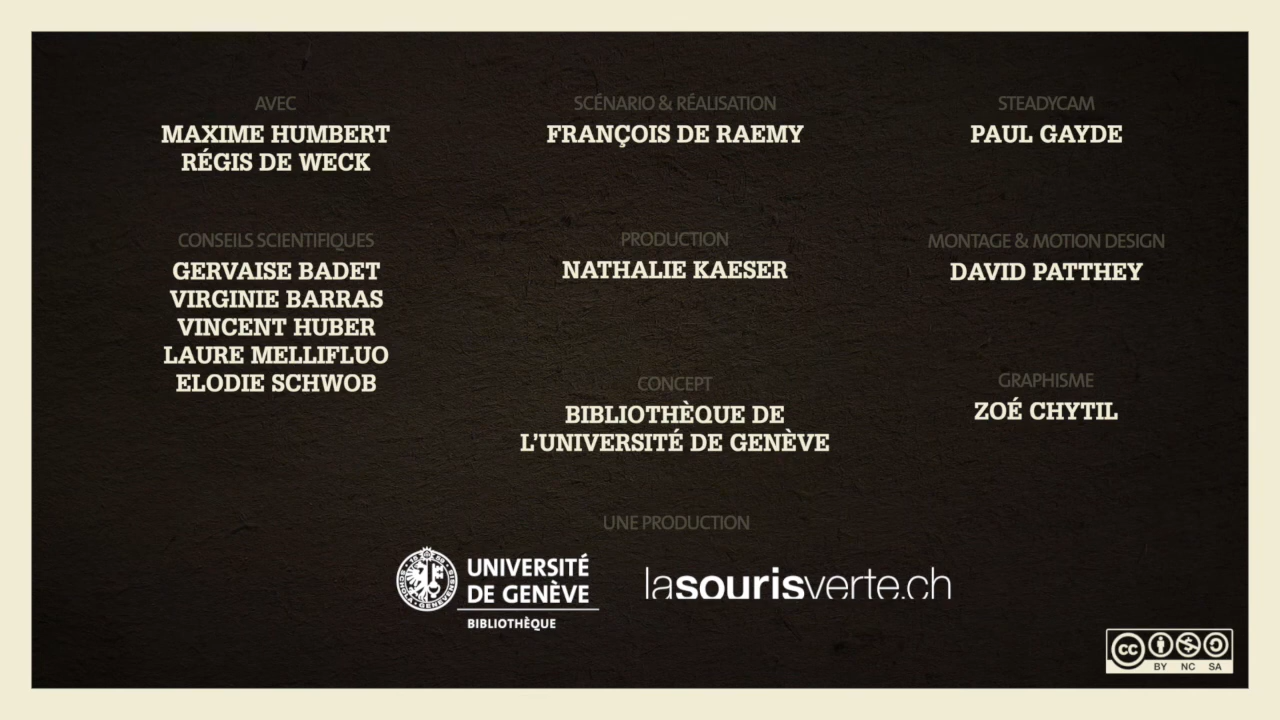 AVEC
MAXIME HUMBERT
RÉGIS DE WECK
CONSEILS SCIENTIFIQUES
GERVAISE BADET
VIRGINIE BARRAS
VINCENT HUBER
LAURE MELLIFLUO
ELODIE SCHWOB
SCÉNARIO & RÉALISATION
FRANÇOIS DE RAEMY
PRODUCTION
NATHALIE KAESER
CONCEPT
BIBLIOTHÈQUE DE
L'UNIVERSITÉ DE GENÈVE
STEADYCAM
PAUL GAYDE
MONTAGE & MOTION DESIGN
DAVID PATTHEY
GRAPHISME
ZOÉ CHYTIL
UNE PRODUCTION
UNIVERSITÉ
DE GENÈVE
BIBLIOTHÈQUE
lasourisverte.ch
cc
BY NC SA